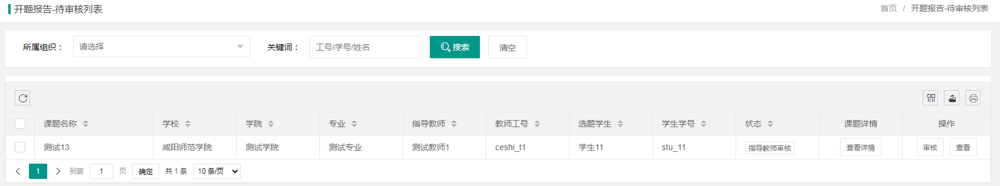 开题报告-待审核列表
首页 / 开题报告-待审核列表
所属组织： 请选择 关键词： 工号/学号/姓名 搜索 清空
课题名称 学校 学院 专业 指导教师 教师工号 选题学生 学生学号 状态 课题详情 操作
测试13 咸阳师范学院 测试学院 测试专业 测试教师1 ceshi_t1 学生11 stu_11 指导教师审核 查看详情 审核 查看
1 到第 1 页 确定 共 1 条 10 条/页